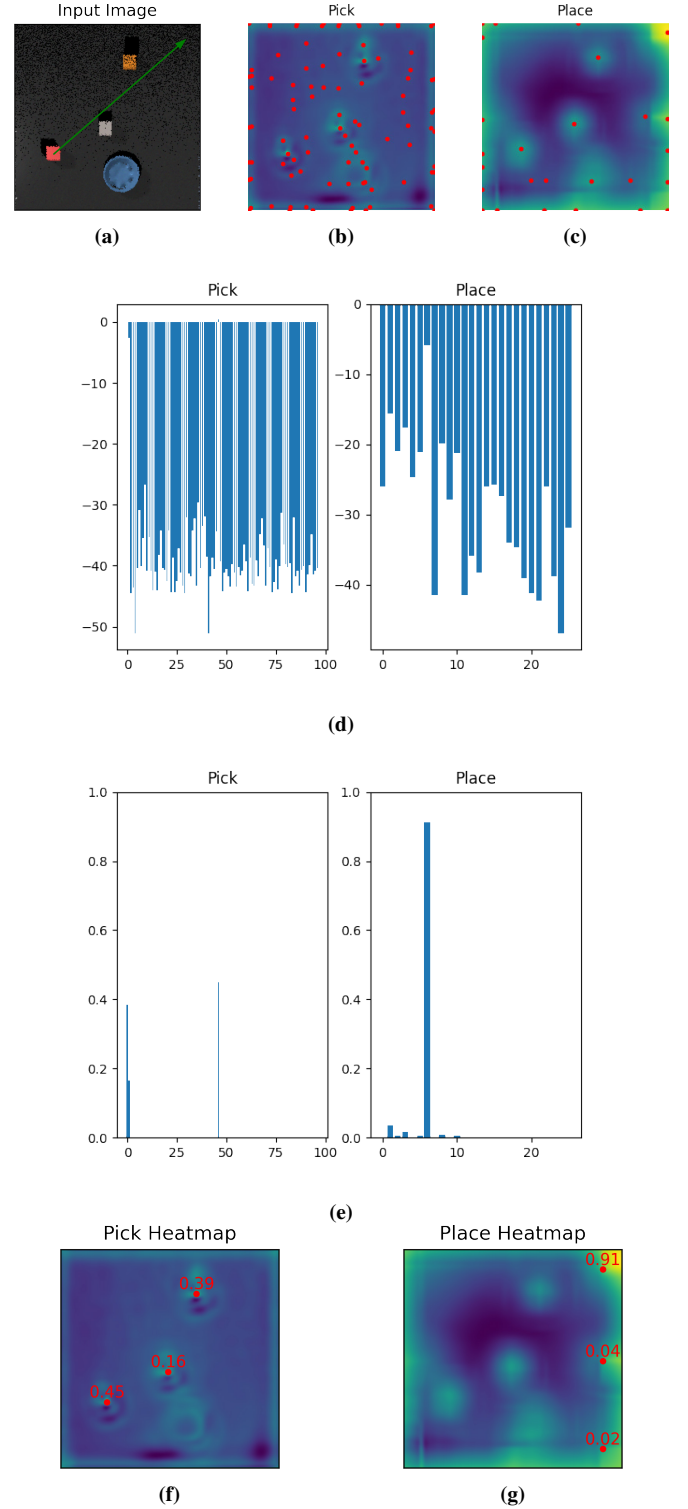 Input Image
Pick
Place
(a)
(b)
(c)
Pick
Place
0
−10
−20
−30
−40
−50
0
−10
−20
−30
−40
0
25
50
75
100
0
10
20
(d)
Pick
Place
1.0
0.8
0.6
0.4
0.2
0.0
1.0
0.8
0.6
0.4
0.2
0.0
0
25
50
75
100
0
10
20
(e)
Pick Heatmap
Place Heatmap
0.39
0.16
0.45
0.91
0.04
0.02
(f)
(g)